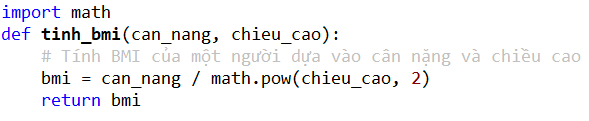 import math
def tinh_bmi(can_nang, chieu_cao):
    # Tính BMI của một người dựa vào cân nặng và chiều cao
    bmi = can_nang / math.pow(chieu_cao, 2)
    return bmi